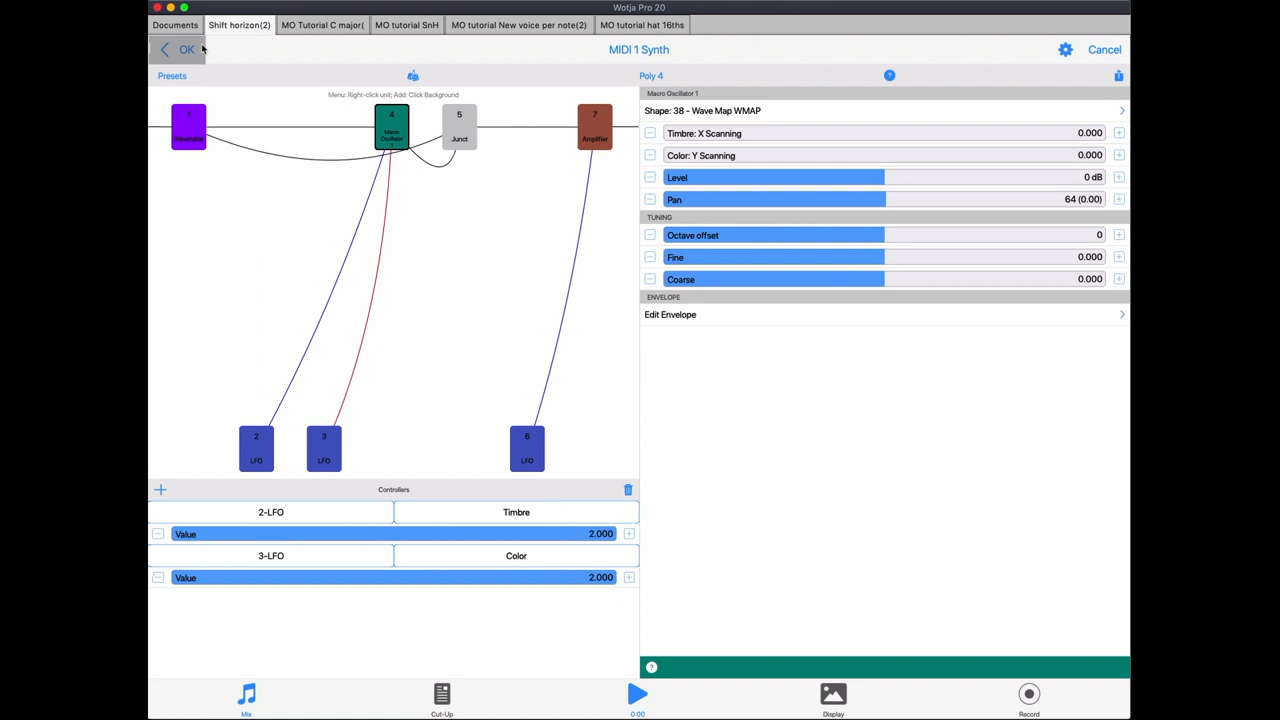 Wotja Pro 20
Documents
Shift horizon(2)
MO Tutorial C major(
MO tutorial SnH
MO tutorial New voice per note(2)
MO tutorial hat 16ths
OK
MIDI 1 Synth
Cancel
Presets
Poly 4
?
Menu: Right-click unit; Add: Click Background
Macro Oscillator 1
Shape: 38 - Wave Map WMAP
Timbre: X Scanning 0.000
Color: Y Scanning 0.000
Level 0 dB
Pan 64 (0.00)
TUNING
Octave offset 0
Fine 0.000
Coarse 0.000
ENVELOPE
Edit Envelope
Wavetable
4
Macro
Oscillator
1
5
Junct
7
Amplifier
2
LFO
3
LFO
6
LFO
Controllers
2-LFO Timbre
Value 2.000
3-LFO Color
Value 2.000
?
Mix
Cut-Up
0:00
Display
Record